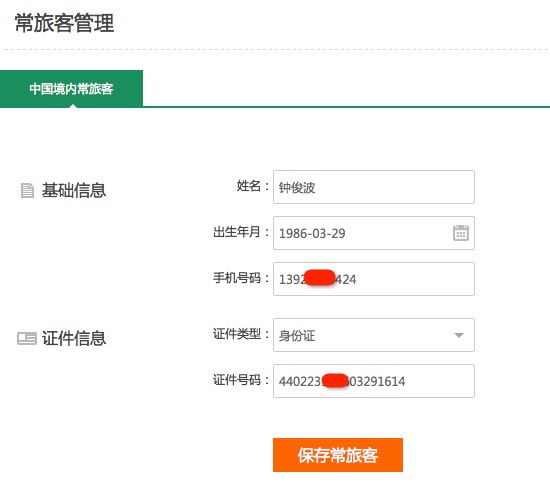 常旅客管理
中国境内常旅客
基础信息
姓名：钟俊波
出生年月：1986-03-29
手机号码：1392 424
证件信息
证件类型：身份证
证件号码：440223 03291614
保存常旅客